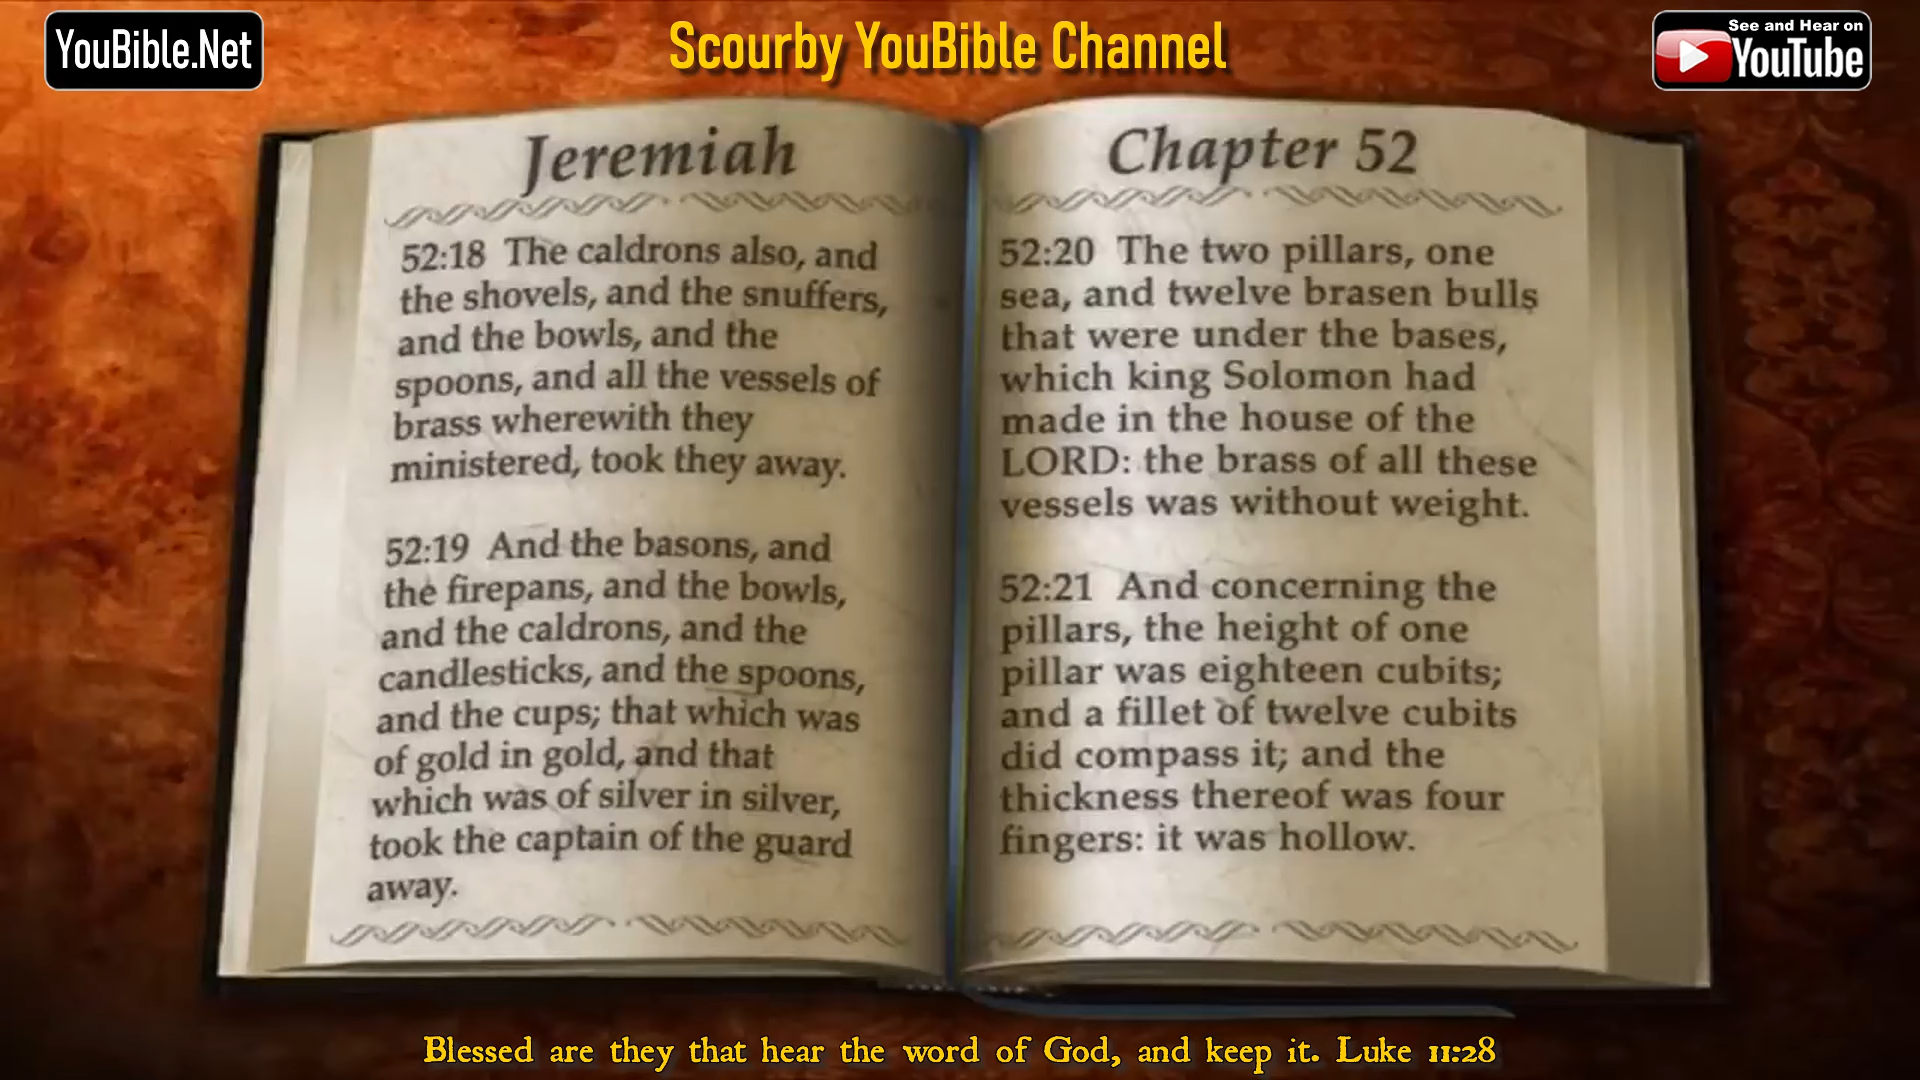 YouBible.Net
Scourby YouBible Channel
See and Hear on
YouTube
Jeremiah
52:18 The caldrons also, and
the shovels, and the snuffers,
and the bowls, and the
spoons, and all the vessels of
brass wherewith they
ministered, took they away.
52:19 And the basons, and
the firepans, and the bowls,
and the caldrons, and the
candlesticks, and the spoons,
and the cups; that which was
of gold in gold, and that
which was of silver in silver,
took the captain of the guard
away.
Chapter 52
52:20 The two pillars, one
sea, and twelve brasen bulls
that were under the bases,
which king Solomon had
made in the house of the
LORD: the brass of all these
vessels was without weight.
52:21 And concerning the
pillars, the height of one
pillar was eighteen cubits;
and a fillet of twelve cubits
did compass it; and the
thickness thereof was four
fingers: it was hollow.
Blessed are they that hear the word of God, and keep it. Luke 11:28